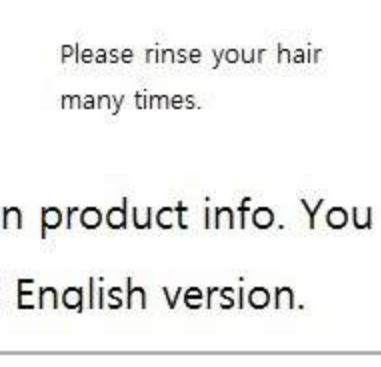 Please rinse your hair
many times.
n product info. You
English version.